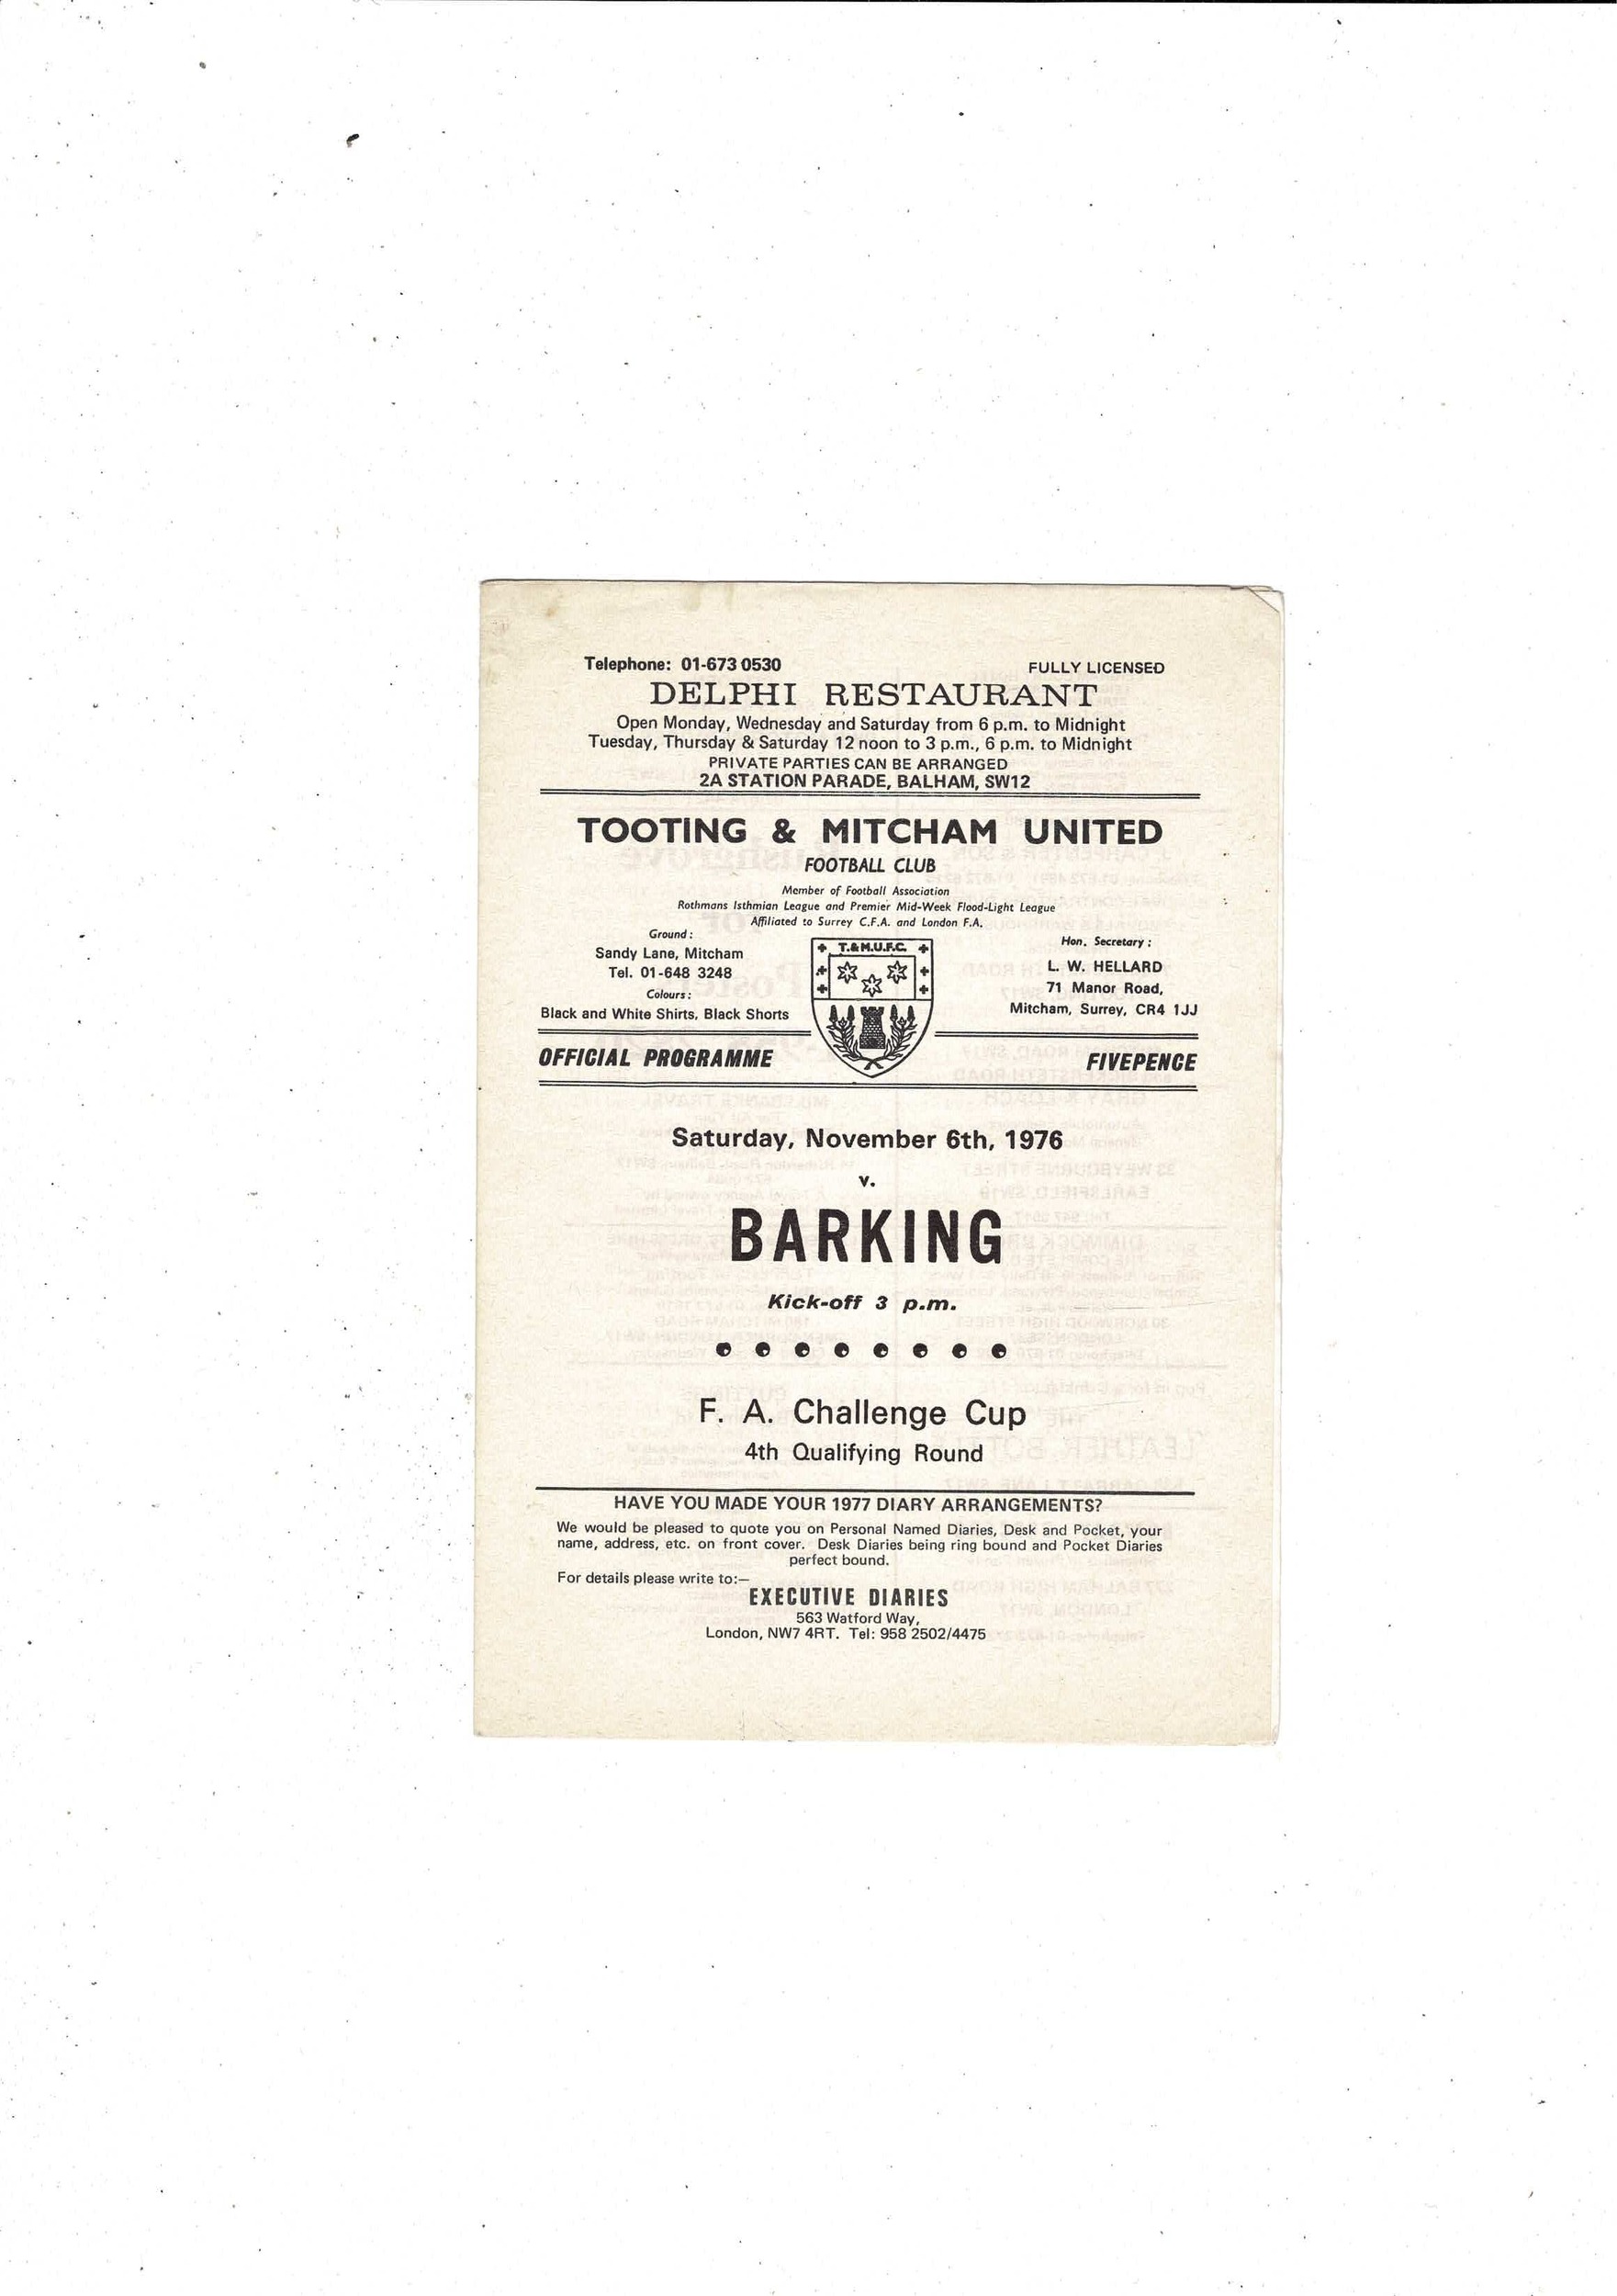 Telephone: 01-673 0530 FULLY LICENSED
DELPHI RESTAURANT
Open Monday, Wednesday and Saturday from 6 p.m. to Midnight
Tuesday, Thursday & Saturday 12 noon to 3 p.m., 6 p.m. to Midnight
PRIVATE PARTIES CAN BE ARRANGED
2A STATION PARADE, BALHAM, SW12
TOOTING & MITCHAM UNITED
FOOTBALL CLUB
Member of Football Association
Rothmans Isthmian League and Premier Mid-Week Flood-Light League
Affiliated to Surrey C.F.A. and London F.A.
Ground:
Sandy Lane, Mitcham
Tel. 01-648 3248
Colours:
Black and White Shirts, Black Shorts
T.&M.U.F.C.
Hon. Secretary:
L. W. HELLARD
71 Manor Road,
Mitcham, Surrey, CR4 1JJ
OFFICIAL PROGRAMME FIVEPENCE
Saturday, November 6th, 1976
v.
BARKING
Kick-off 3 p.m.
F. A. Challenge Cup
4th Qualifying Round
HAVE YOU MADE YOUR 1977 DIARY ARRANGEMENTS?
We would be pleased to quote you on Personal Named Diaries, Desk and Pocket, your
name, address, etc. on front cover. Desk Diaries being ring bound and Pocket Diaries
perfect bound.
For details please write to:—
EXECUTIVE DIARIES
563 Watford Way,
London, NW7 4RT. Tel: 958 2502/4475